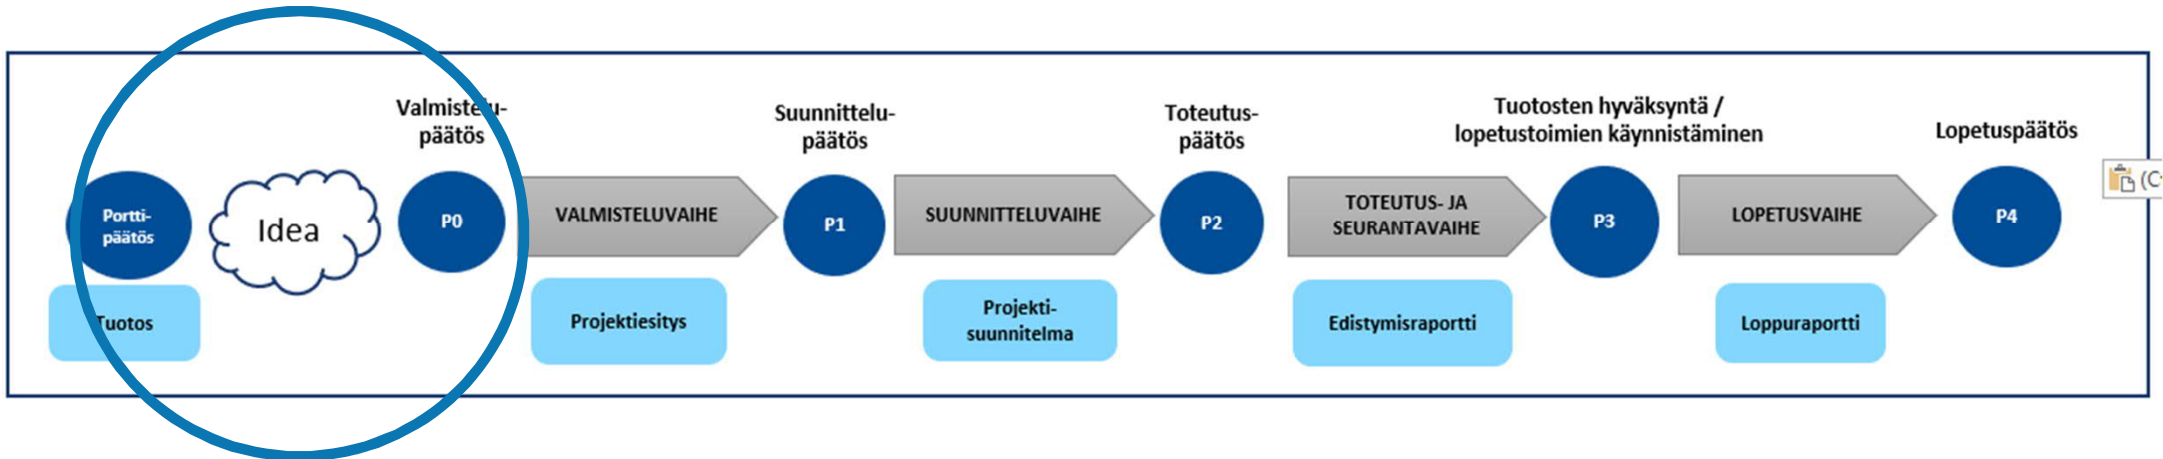 Valmistelu-
päätös
Suunnittelu-
päätös
Toteutus-
päätös
Tuotosten hyväksyntä /
lopetustoimien käynnistäminen
Lopetuspäätös
Portti-
päätös
Idea
P0
VALMISTELUVAIHE
P1
SUUNNITTELUVAIHE
P2
TOTEUTUS- JA
SEURANTAVAIHE
P3
LOPETUSVAIHE
P4
Tuotos
Projektiesitys
Projekti-
suunnitelma
Edistymisraportti
Loppuraportti